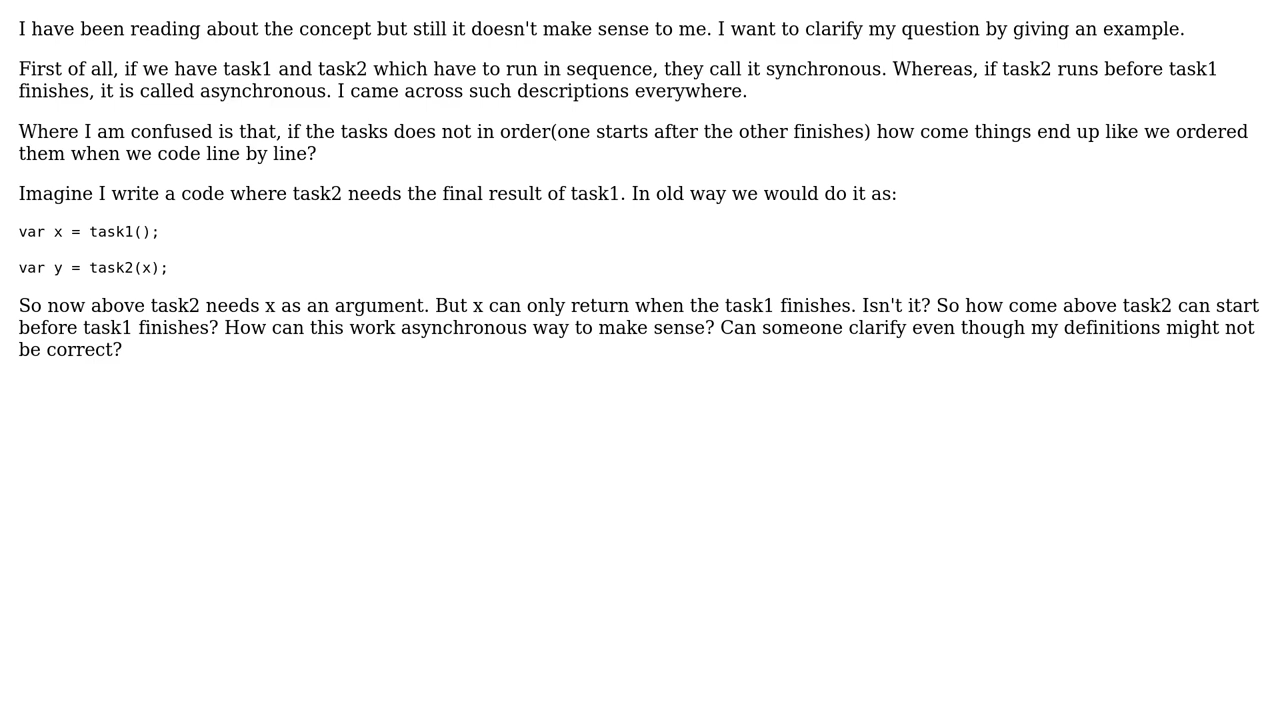 I have been reading about the concept but still it doesn't make sense to me. I want to clarify my question by giving an example.
First of all, if we have task1 and task2 which have to run in sequence, they call it synchronous. Whereas, if task2 runs before task1
finishes, it is called asynchronous. I came across such descriptions everywhere.
Where I am confused is that, if the tasks does not in order(one starts after the other finishes) how come things end up like we ordered
them when we code line by line?
Imagine I write a code where task2 needs the final result of task1. In old way we would do it as:
var x = task1();
var y = task2(x);
So now above task2 needs x as an argument. But x can only return when the task1 finishes. Isn't it? So how come above task2 can start
before task1 finishes? How can this work asynchronous way to make sense? Can someone clarify even though my definitions might not
be correct?